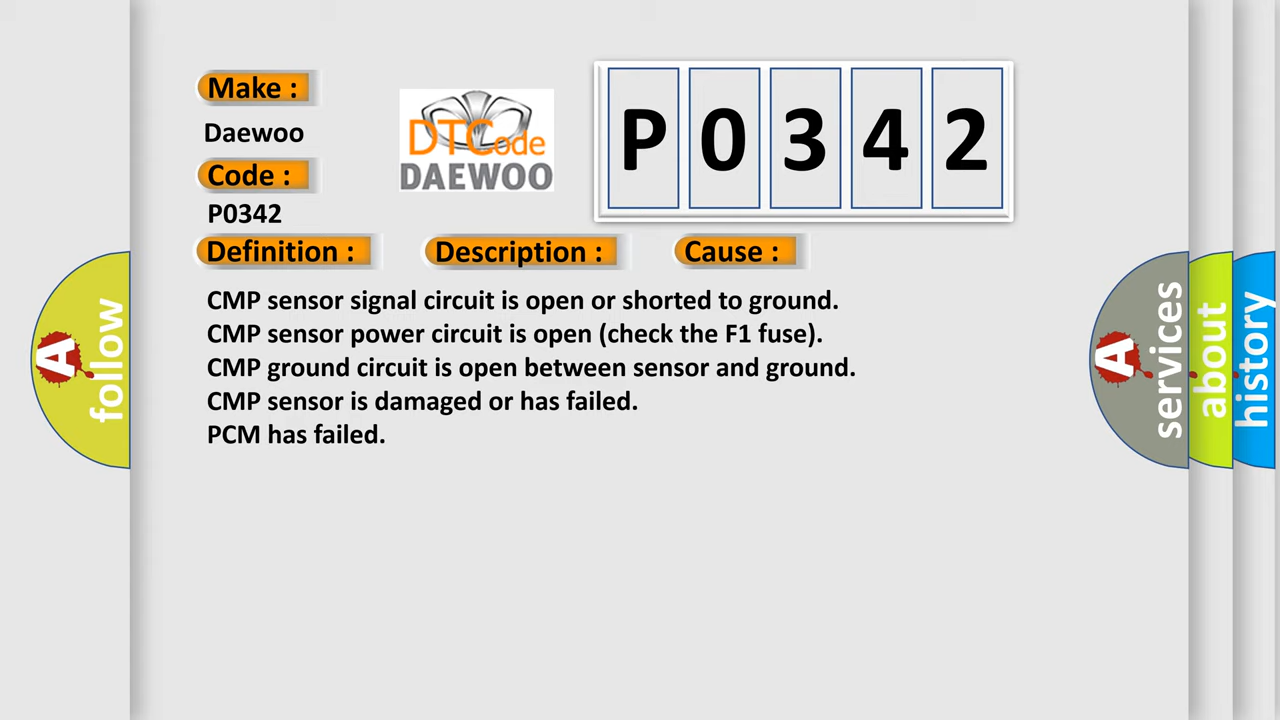 Make :
Daewoo
Code :
P0342
DTCode
DAEWOO
P0342
Definition :
Description :
Cause :
CMP sensor signal circuit is open or shorted to ground.
CMP sensor power circuit is open (check the F1 fuse).
CMP ground circuit is open between sensor and ground.
CMP sensor is damaged or has failed.
PCM has failed.
A
follow
A
services
about
history